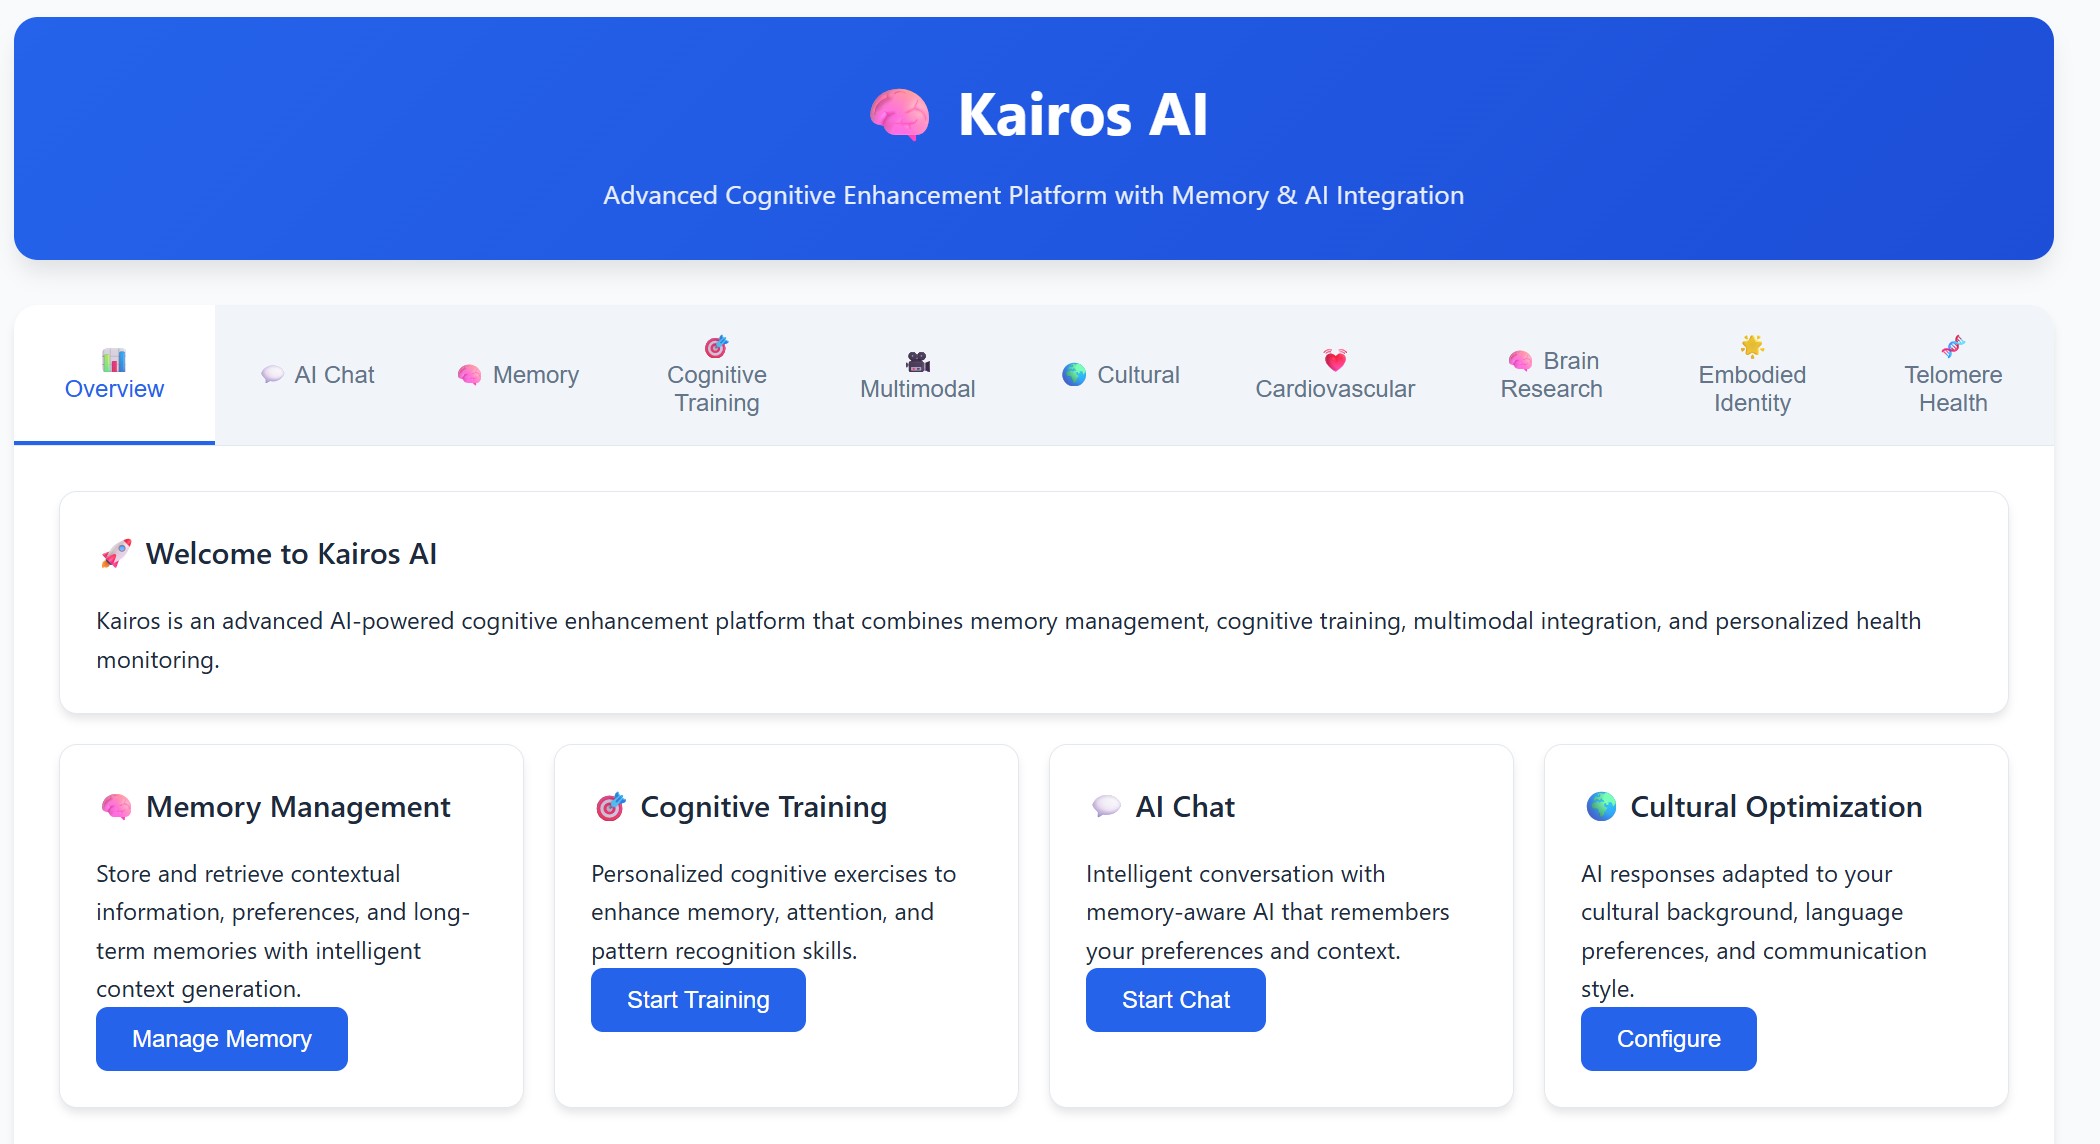 Kairos AI
Advanced Cognitive Enhancement Platform with Memory & AI Integration
Overview
AI Chat
Memory
Cognitive
Training
Multimodal
Cultural
Cardiovascular
Brain
Research
Embodied
Identity
Telomere
Health
Welcome to Kairos AI
Kairos is an advanced AI-powered cognitive enhancement platform that combines memory management, cognitive training, multimodal integration, and personalized health
monitoring.
Memory Management
Store and retrieve contextual
information, preferences, and long-
term memories with intelligent
context generation.
Manage Memory
Cognitive Training
Personalized cognitive exercises to
enhance memory, attention, and
pattern recognition skills.
Start Training
AI Chat
Intelligent conversation with
memory-aware AI that remembers
your preferences and context.
Start Chat
Cultural Optimization
AI responses adapted to your
cultural background, language
preferences, and communication
style.
Configure